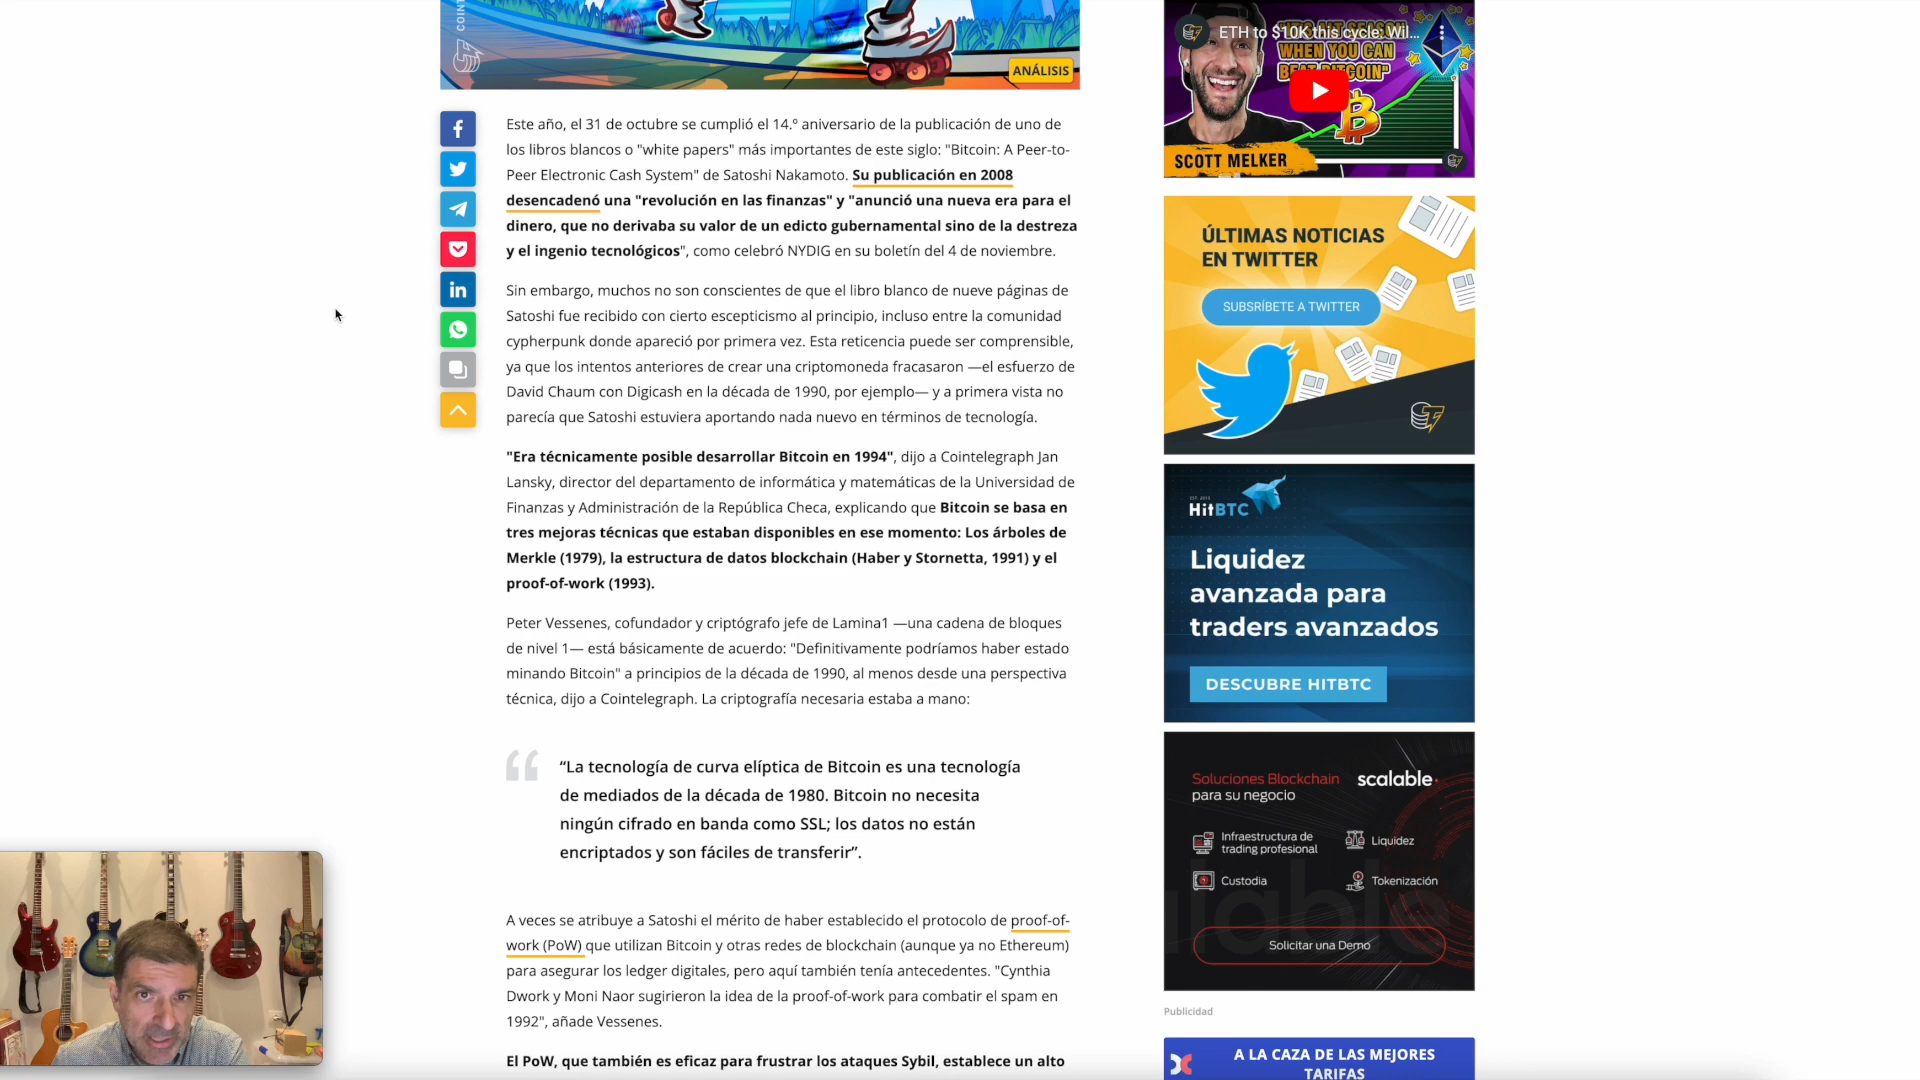 COINT
ANÁLISIS
Este año, el 31 de octubre se cumplió el 14.º aniversario de la publicación de uno de
los libros blancos o "white papers" más importantes de este siglo: "Bitcoin: A Peer-to-
Peer Electronic Cash System" de Satoshi Nakamoto. Su publicación en 2008
desencadenó una "revolución en las finanzas" y "anunció una nueva era para el
dinero, que no derivaba su valor de un edicto gubernamental sino de la destreza
y el ingenio tecnológicos", como celebró NYDIG en su boletín del 4 de noviembre.
Sin embargo, muchos no son conscientes de que el libro blanco de nueve páginas de
Satoshi fue recibido con cierto escepticismo al principio, incluso entre la comunidad
cypherpunk donde apareció por primera vez. Esta reticencia puede ser comprensible,
ya que los intentos anteriores de crear una criptomoneda fracasaron —el esfuerzo de
David Chaum con Digicash en la década de 1990, por ejemplo— y a primera vista no
parecía que Satoshi estuviera aportando nada nuevo en términos de tecnología.
"Era técnicamente posible desarrollar Bitcoin en 1994", dijo a Cointelegraph Jan
Lansky, director del departamento de informática y matemáticas de la Universidad de
Finanzas y Administración de la República Checa, explicando que Bitcoin se basa en
tres mejoras técnicas que estaban disponibles en ese momento: Los árboles de
Merkle (1979), la estructura de datos blockchain (Haber y Stornetta, 1991) y el
proof-of-work (1993).
Peter Vessenes, cofundador y criptógrafo jefe de Lamina1 —una cadena de bloques
de nivel 1— está básicamente de acuerdo: "Definitivamente podríamos haber estado
minando Bitcoin" a principios de la década de 1990, al menos desde una perspectiva
técnica, dijo a Cointelegraph. La criptografía necesaria estaba a mano:
“La tecnología de curva elíptica de Bitcoin es una tecnología
de mediados de la década de 1980. Bitcoin no necesita
ningún cifrado en banda como SSL; los datos no están
encriptados y son fáciles de transferir”.
A veces se atribuye a Satoshi el mérito de haber establecido el protocolo de proof-of-
work (PoW) que utilizan Bitcoin y otras redes de blockchain (aunque ya no Ethereum)
para asegurar los ledger digitales, pero aquí también tenía antecedentes. "Cynthia
Dwork y Moni Naor sugirieron la idea de la proof-of-work para combatir el spam en
1992", añade Vessenes.
El PoW, que también es eficaz para frustrar los ataques Sybil, establece un alto
ETH to $10K this cycle: Wil...
WHEN YOU CAN
BEAT BITCOIN"
SCOTT MELKER
ÚLTIMAS NOTICIAS
EN TWITTER
SUBSRÍBETE A TWITTER
EST. 2013
HitBTC
Liquidez
avanzada para
traders avanzados
DESCUBRE HITBTC
Soluciones Blockchain
para su negocio
scalable
Infraestructura de
trading profesional
Liquidez
Custodia
Tokenización
Solicitar una Demo
Publicidad
A LA CAZA DE LAS MEJORES
TARIFAS